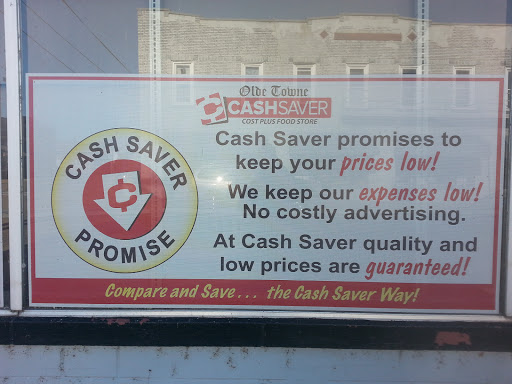 Olde Towne
CASH SAVER
COST PLUS FOOD STORE
CASH SAVER
¢
PROMISE
Cash Saver promises to
keep your prices low!
We keep our expenses low!
No costly advertising.
At Cash Saver quality and
low prices are guaranteed!
Compare and Save... the Cash Saver Way!